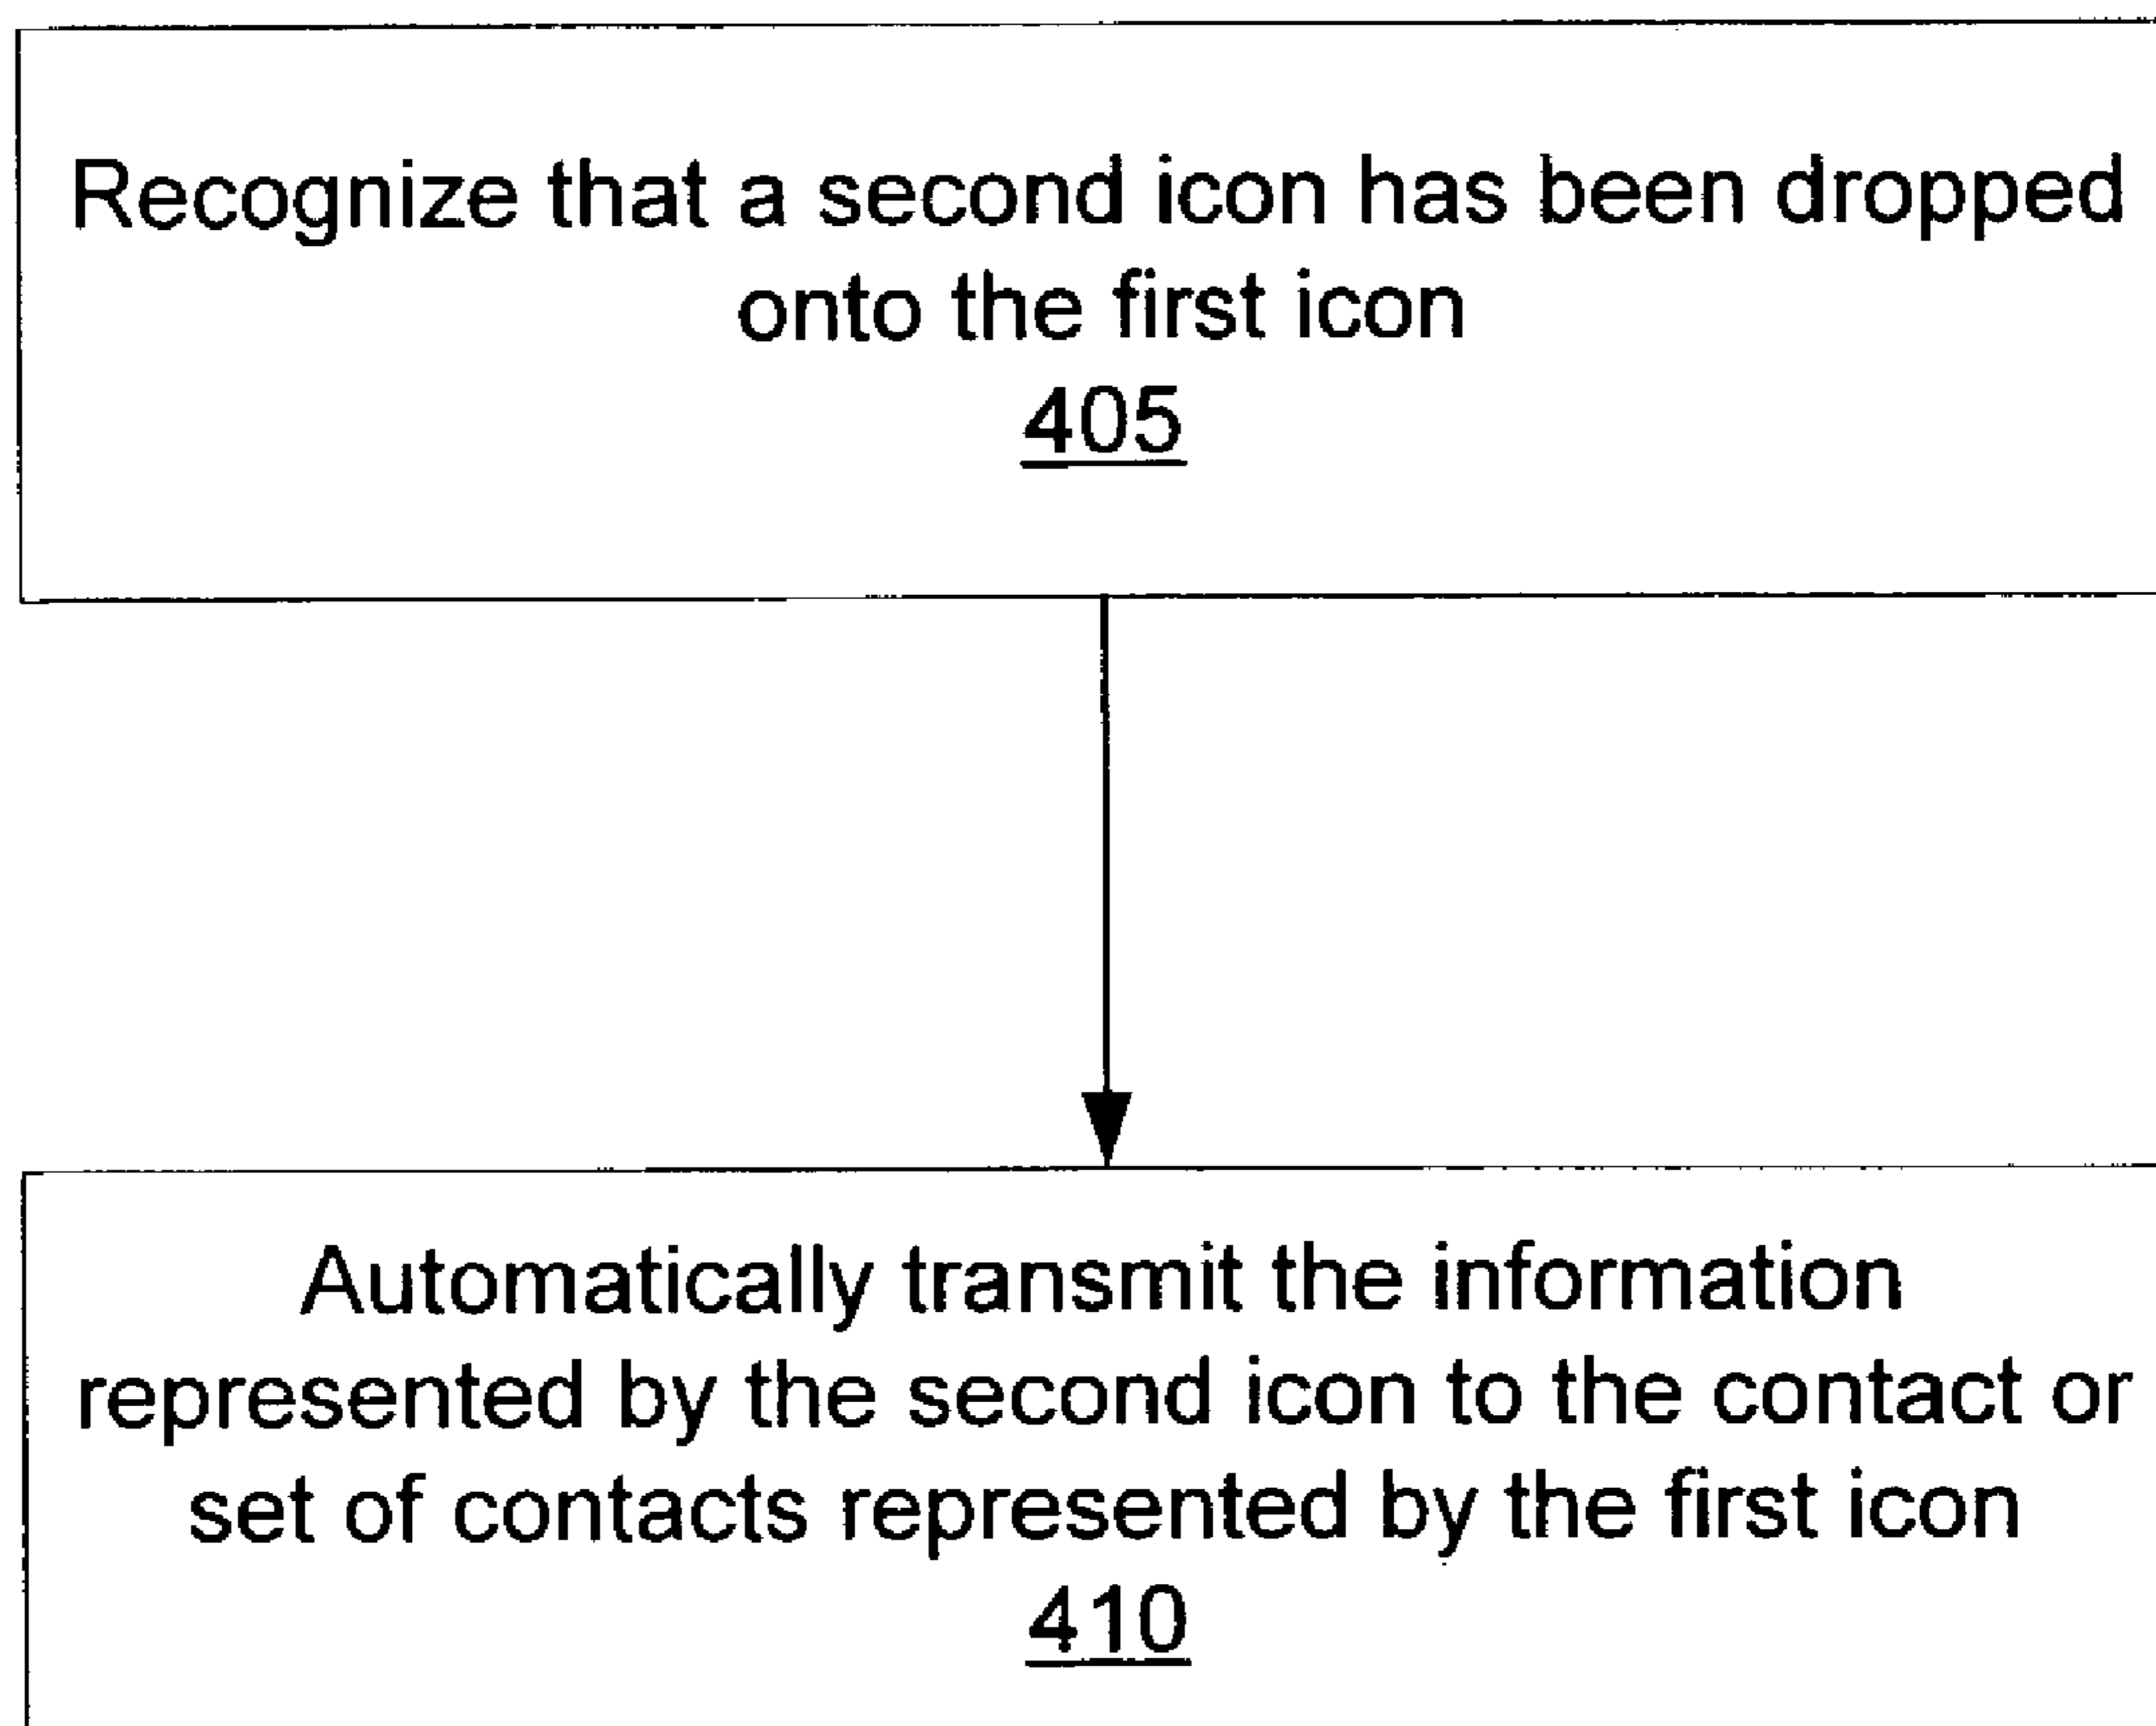 Recognize that a second icon has been dropped
onto the first icon
405
Automatically transmit the information
represented by the second icon to the contact or
set of contacts represented by the first icon
410